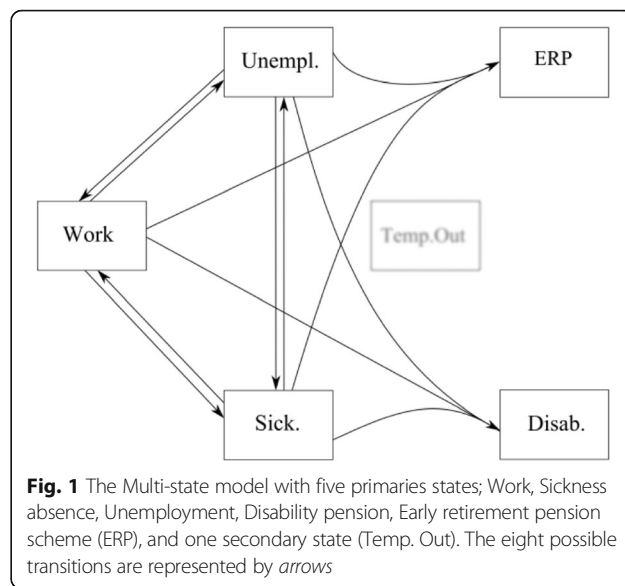 Unempl.
ERP
Work
Temp.Out
Sick.
Disab.
Fig. 1 The Multi-state model with five primaries states; Work, Sickness
absence, Unemployment, Disability pension, Early retirement pension
scheme (ERP), and one secondary state (Temp. Out). The eight possible
transitions are represented by arrows